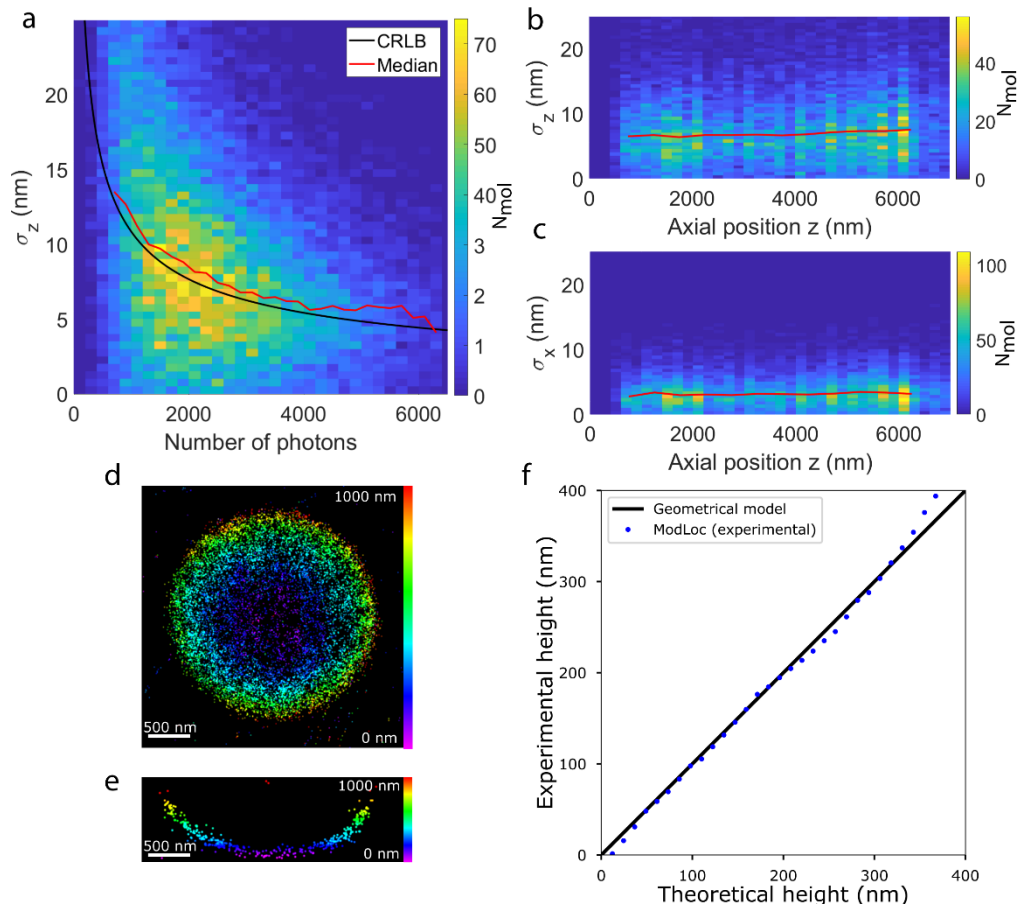 a
CRLB
Median
σz (nm)
20
15
10
5
0
0
2000
4000
6000
Number of photons
70
60
50
40
3
2
1
0
Nmol
b
σz (nm)
20
10
0
0
2000
4000
6000
Axial position z (nm)
40
20
0
Nmol
c
σx (nm)
20
10
0
0
2000
4000
6000
Axial position z (nm)
100
50
0
Nmol
d
1000 nm
500 nm
0 nm
e
1000 nm
500 nm
0 nm
f
Geometrical model
ModLoc (experimental)
Experimental height (nm)
400
300
200
100
0
0
100
200
300
400
Theoretical height (nm)